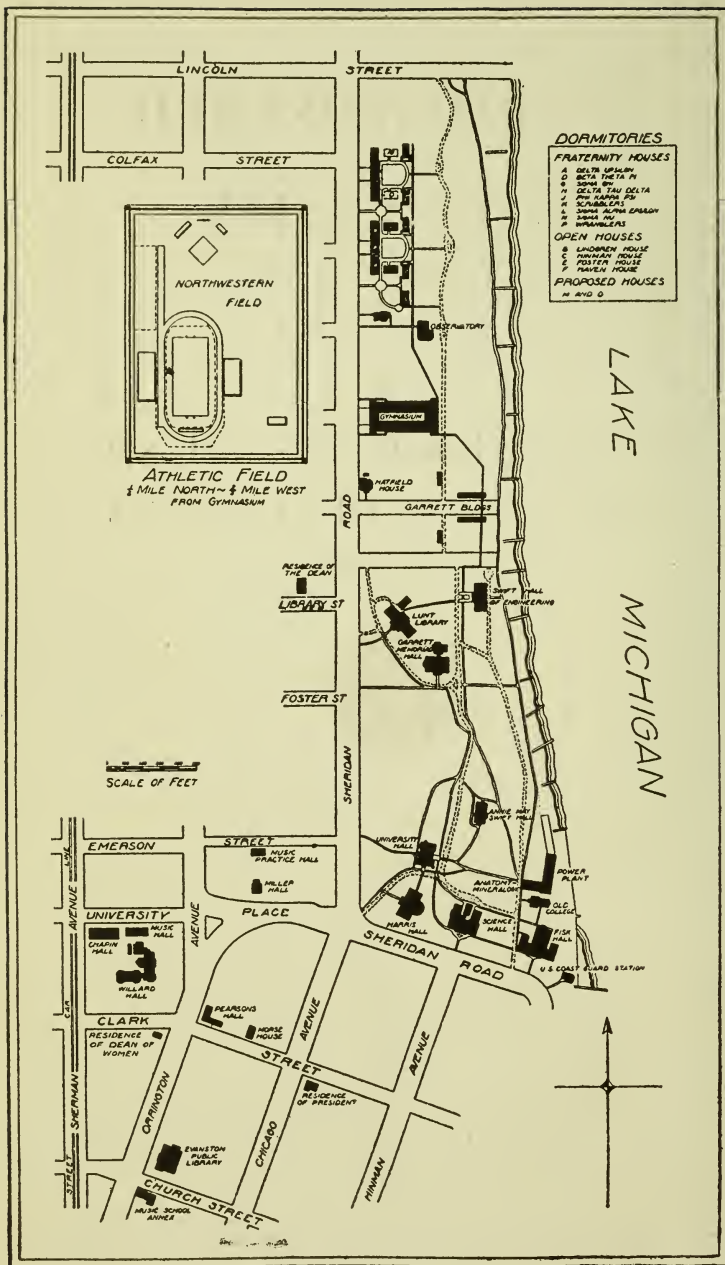 LINCOLN STREET
COLFAX STREET
DORMITORIES
FRATERNITY HOUSES
A DELTA UPSILON
D BETA THETA PI
G SIGMA CHI
H DELTA TAU DELTA
J PHI KAPPA PSI
K SCRIBBLERS
L SIGMA ALPHA EPSILON
N SIGMA NU
P WRANGLERS
OPEN HOUSES
B LINDGREN HOUSE
C HINMAN HOUSE
E FOSTER HOUSE
F HAVEN HOUSE
PROPOSED HOUSES
M AND O
NORTHWESTERN
FIELD
ATHLETIC FIELD
MILE NORTH ~ MILE WEST
FROM GYMNASIUM
OBSERVATORY
GYMNASIUM
HATFIELD
HOUSE
ROAD
GARRETT BLDGS
LAKE
MICHIGAN
RESIDENCE OF
THE DEAN
LIBRARY ST
SWIFT HALL
OF ENGINEERING
LUNT
LIBRARY
GARRETT
MEMORIAL
HALL
FOSTER ST
SHERIDAN
SCALE OF FEET
EMERSON STREET
MUSIC
PRACTICE HALL
MILLER
HALL
ANNIE MAY
SWIFT HALL
UNIVERSITY
HALL
ANATOMY-
MINERALOGY
POWER
PLANT
OLD
COLLEGE
FISK
HALL
SCIENCE
HALL
HARRIS
HALL
U.S. COAST GUARD STATION
UNIVERSITY PLACE
SHERIDAN ROAD
LINE
AVENUE
AVENUE
CHAPIN
HALL
MUSIC
HALL
WILLARD
HALL
CAR
CLARK STREET
RESIDENCE
OF DEAN OF
WOMEN
PEARSONS
HALL
HORSE
HOUSE
AVENUE
AVENUE
RESIDENCE
OF PRESIDENT
SHERMAN
ORRINGTON
CHICAGO
HINMAN
EVANSTON
PUBLIC
LIBRARY
STREET
CHURCH STREET
MUSIC SCHOOL
ANNEX